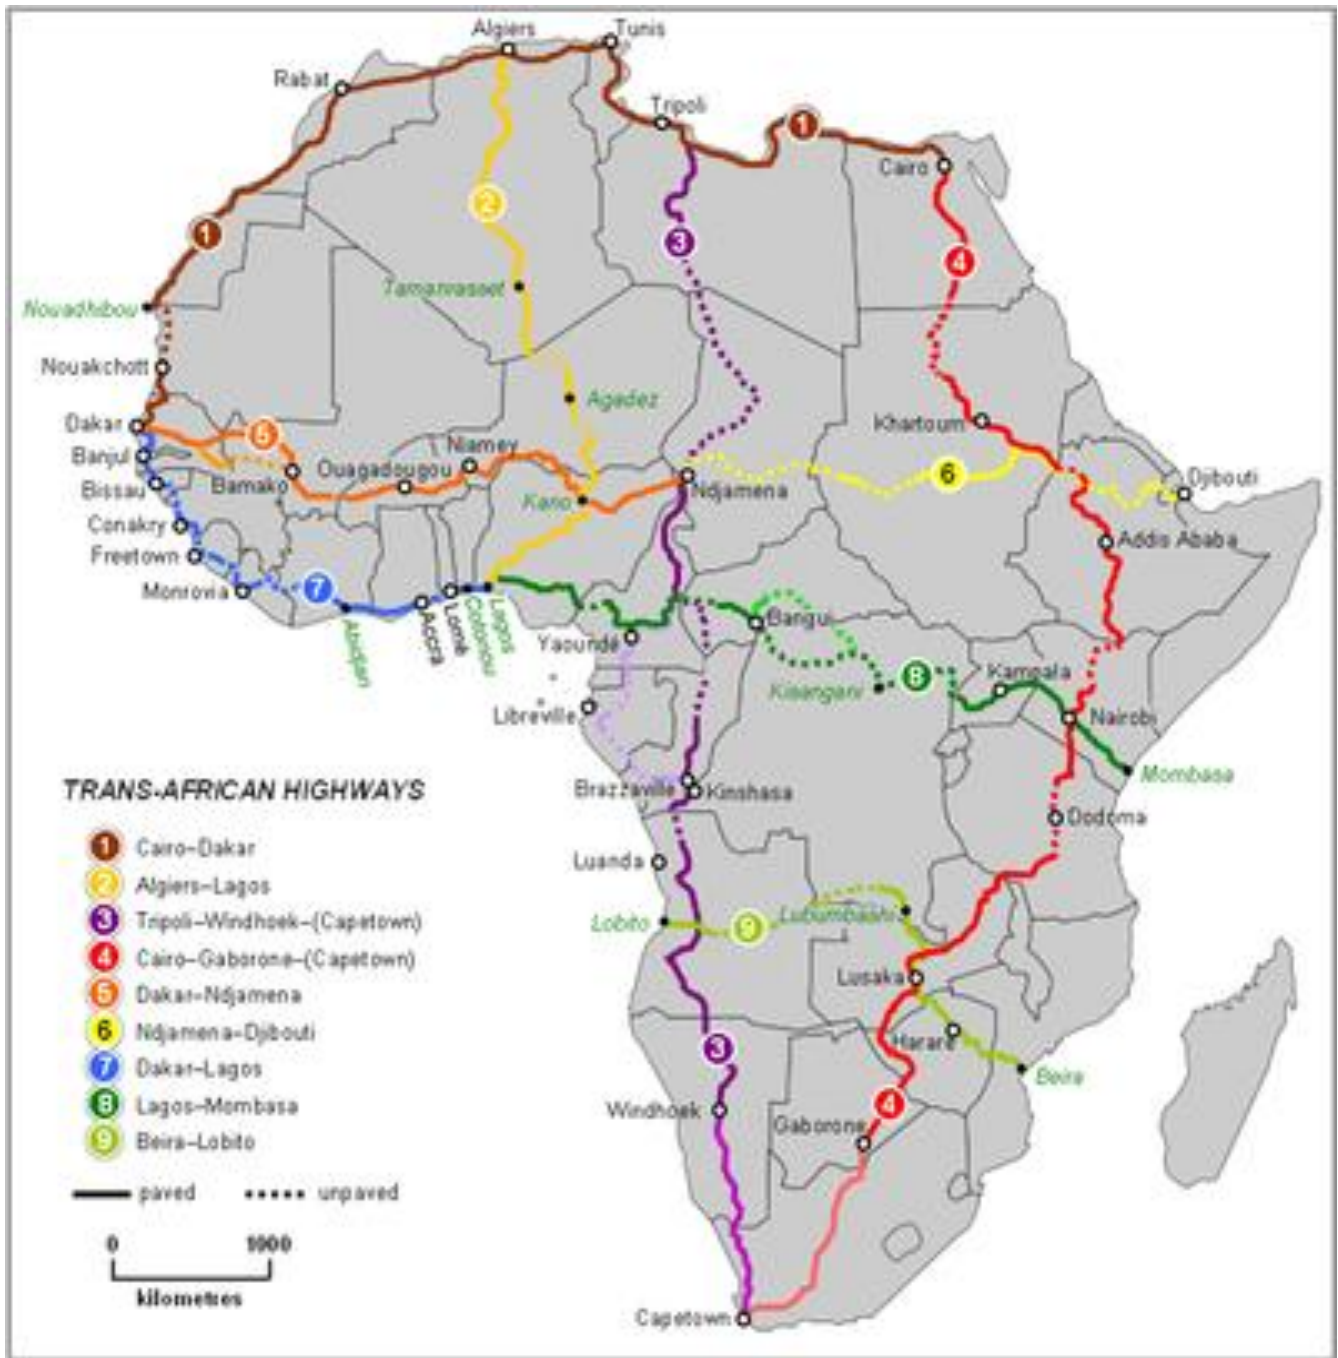 Algiers
Tunis
Rabat
Tripoli
1
Cairo
2
1
3
4
Tamanrasset
Nouadhibou
Nouakchott
Agadez
Dakar
Khartoum
5
Niamey
Banjul
Ouagadougou
6
Djibouti
Bissau
Bamako
Ndjamena
Kano
Conakry
Addis Ababa
Freetown
7
Monrovia
Bangui
Abidjan
Accra
Lomé
Cotonou
Lagos
Yaoundé
Kampala
8
Kisangani
Libreville
Nairobi
Mombasa
TRANS-AFRICAN HIGHWAYS
Brazzaville
Kinshasa
Dodoma
1 Cairo–Dakar
Luanda
2 Algiers–Lagos
3 Tripoli–Windhoek–(Capetown)
Lobito
9
Lubumbashi
4 Cairo–Gaborone–(Capetown)
Lusaka
5 Dakar–Ndjamena
6 Ndjamena–Djibouti
3
Harare
7 Dakar–Lagos
Beira
8 Lagos–Mombasa
Windhoek
4
9 Beira–Lobito
Gaborone
paved
unpaved
0 1000
kilometres
Capetown